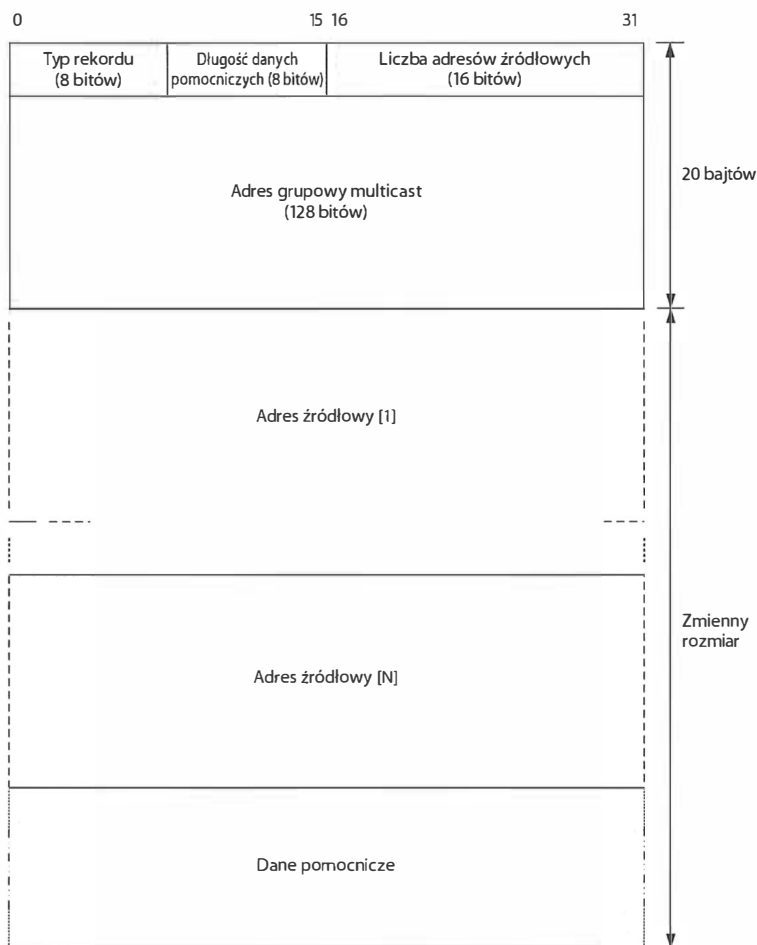 0 15 16 31
Typ rekordu
(8 bitów)
Długość danych
pomocniczych (8 bitów)
Liczba adresów źródłowych
(16 bitów)
20 bajtów
Adres grupowy multicast
(128 bitów)
Adres źródłowy [1]
Zmienny
rozmiar
Adres źródłowy [N]
Dane pomocnicze